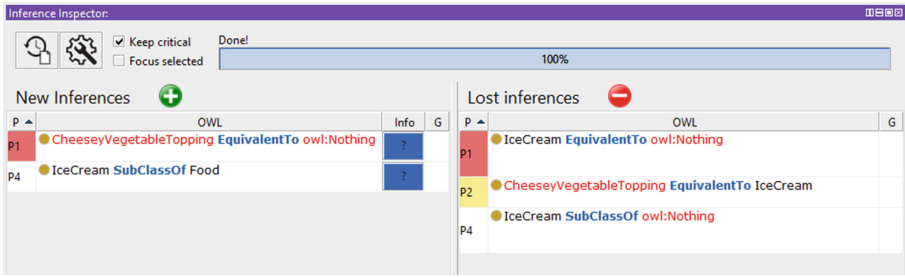 Inference Inspector:
Keep critical
Focus selected
Done!
100%
New Inferences
P OWL Info G
P1 CheeseyVegetableTopping EquivalentTo owl:Nothing ?
P4 IceCream SubClassOf Food ?
Lost inferences
P OWL G
P1 IceCream EquivalentTo owl:Nothing
P2 CheeseyVegetableTopping EquivalentTo IceCream
P4 IceCream SubClassOf owl:Nothing